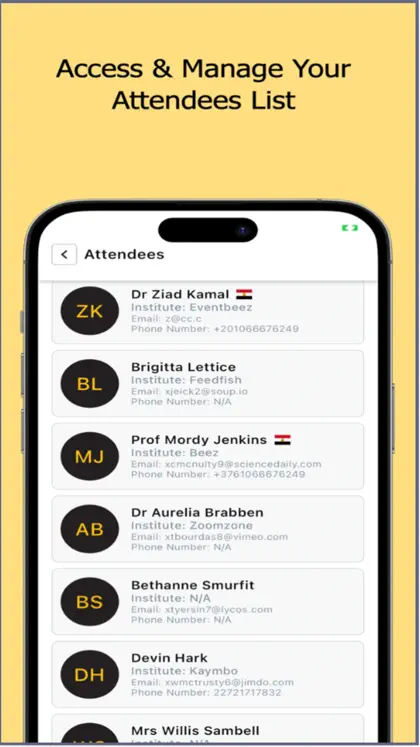 Access & Manage Your
Attendees List
Attendees
ZK
Dr Ziad Kamal
Institute: Eventbeez
Email: z@cc.c
Phone Number: +201066676249
BL
Brigitta Lettice
Institute: Feedfish
Email: xjeick2@soup.io
Phone Number: N/A
MJ
Prof Mordy Jenkins
Institute: Beez
Email: xcmcnulty9@sciencedaily.com
Phone Number: +3761066676249
AB
Dr Aurelia Brabben
Institute: Zoomzone
Email: xtbourdas8@vimeo.com
Phone Number: N/A
BS
Bethanne Smurfit
Institute: N/A
Email: xtyersin7@lycos.com
Phone Number: N/A
DH
Devin Hark
Institute: Kaymbo
Email: xwmctrusty6@jimdo.com
Phone Number: 22721717832
Mrs Willis Sambell